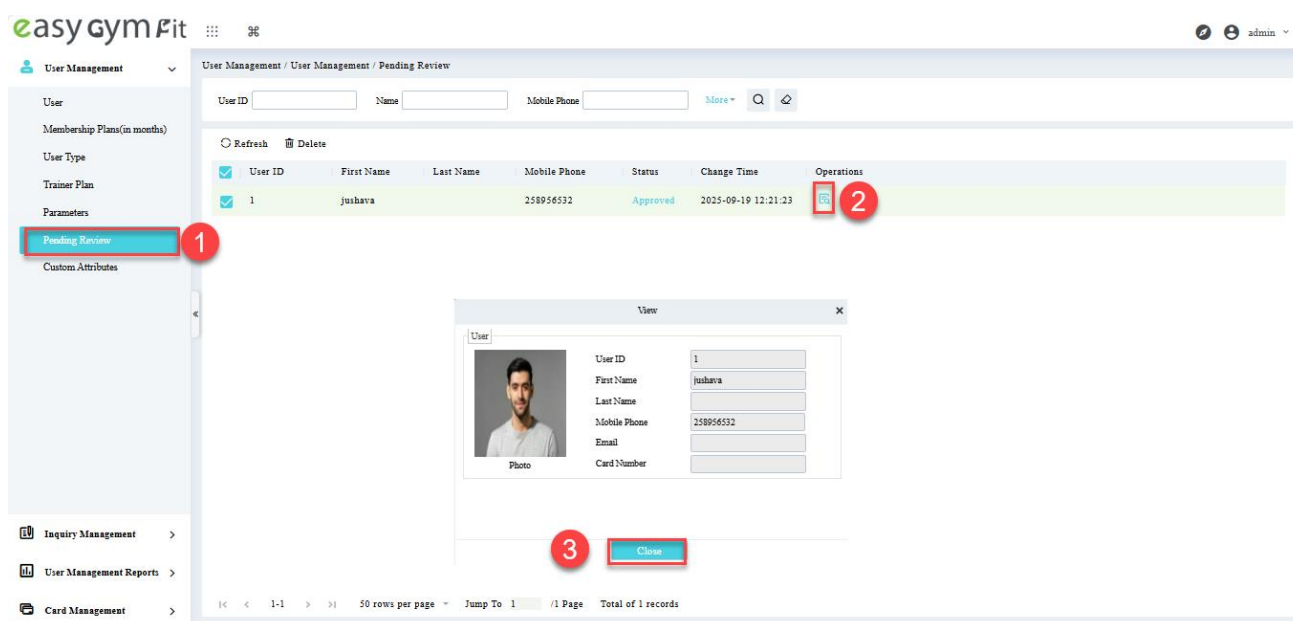 easy GYM Fit
admin
User Management
User Management / User Management / Pending Review
User
User ID Name Mobile Phone More
Membership Plans(in months)
User Type
Refresh Delete
Trainer Plan
User ID First Name Last Name Mobile Phone Status Change Time Operations
Parameters
1 jushava 258956532 Approved 2025-09-19 12:21:23
2
Pending Review
1
Custom Attributes
View
User
User ID 1
First Name jushava
Last Name
Mobile Phone 258956532
Email
Card Number
Photo
Inquiry Management
3
Close
User Management Reports
Card Management
1-1 50 rows per page Jump To 1 /1 Page Total of 1 records